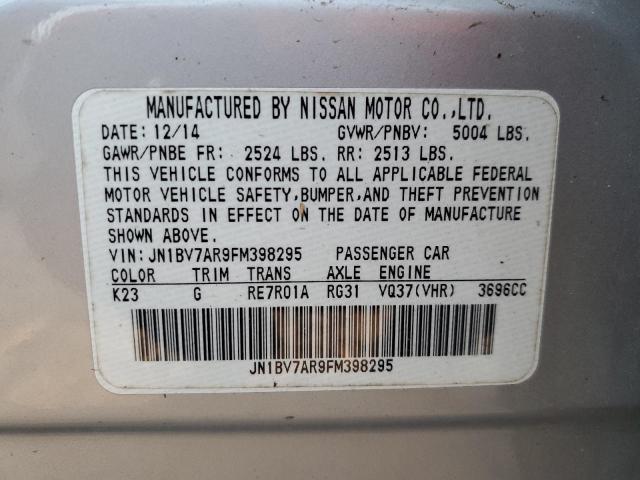 MANUFACTURED BY NISSAN MOTOR CO.,LTD.
DATE: 12/14 GVWR/PNBV: 5004 LBS.
GAWR/PNBE FR: 2524 LBS. RR: 2513 LBS.
THIS VEHICLE CONFORMS TO ALL APPLICABLE FEDERAL
MOTOR VEHICLE SAFETY,BUMPER,AND THEFT PREVENTION
STANDARDS IN EFFECT ON THE DATE OF MANUFACTURE
SHOWN ABOVE.
VIN: JN1BV7AR9FM398295 PASSENGER CAR
COLOR TRIM TRANS AXLE ENGINE
K23 G RE7R01A RG31 VQ37(VHR) 3696CC
JN1BV7AR9FM398295